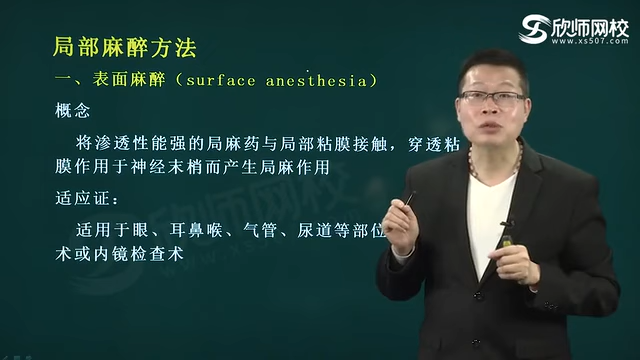 欣师网校
www.xs507.com
局部麻醉方法
一、表面麻醉（surface anesthesia）
概念
将渗透性能强的局麻药与局部粘膜接触，穿透粘
膜作用于神经末梢而产生局麻作用
适应证：
适用于眼、耳鼻喉、气管、尿道等部位
术或内镜检查术
欣师网校